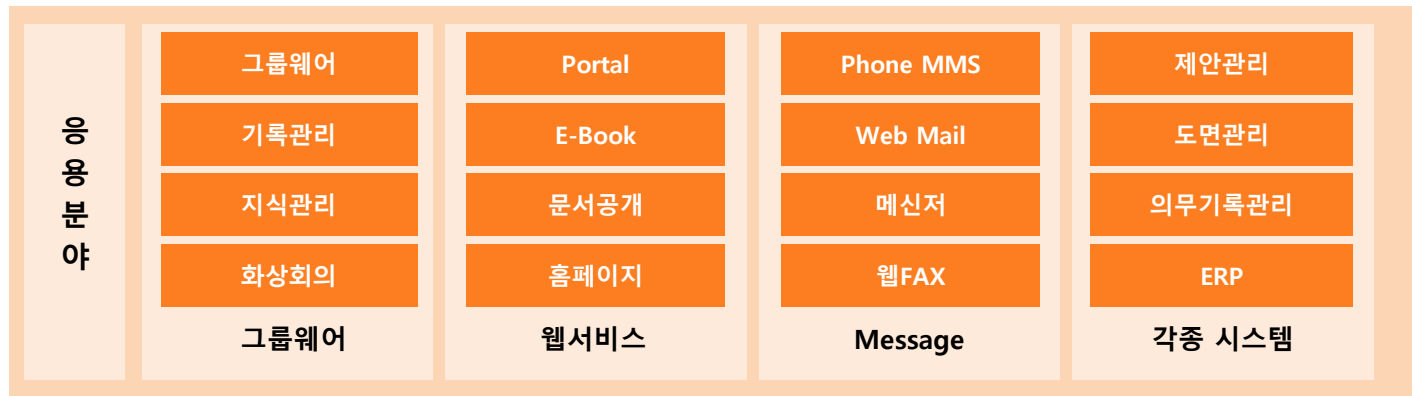 응용분야
그룹웨어
기록관리
지식관리
화상회의
그룹웨어
Portal
E-Book
문서공개
홈페이지
웹서비스
Phone MMS
Web Mail
메신저
웹FAX
Message
제안관리
도면관리
의무기록관리
ERP
각종 시스템